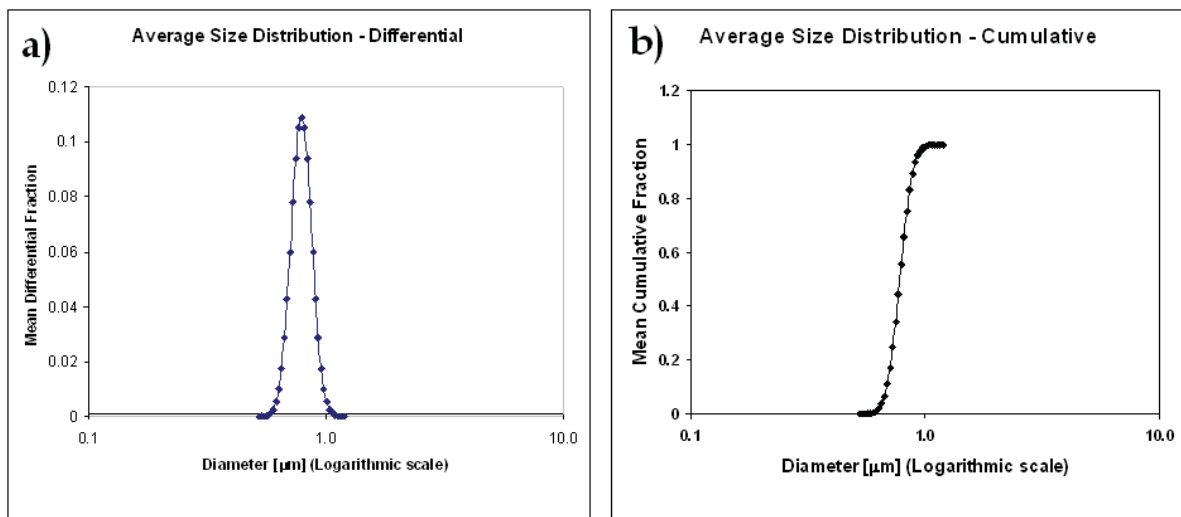 a)
Average Size Distribution - Differential
Mean Differential Fraction
0.12
0.1
0.08
0.06
0.04
0.02
0
0.1
1.0
10.0
Diameter [μm] (Logarithmic scale)
b)
Average Size Distribution - Cumulative
Mean Cumulative Fraction
1.2
1
0.8
0.6
0.4
0.2
0
0.1
1.0
10.0
Diameter [μm] (Logarithmic scale)